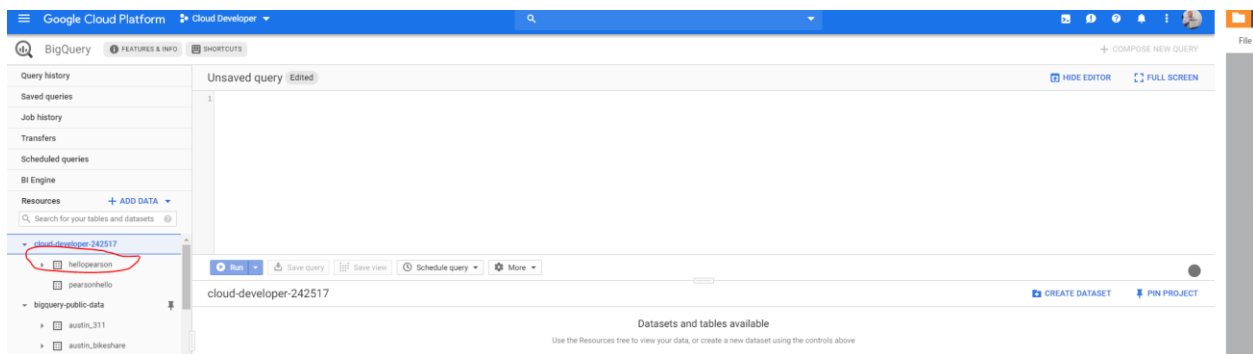 Google Cloud Platform Cloud Developer
File
BigQuery FEATURES & INFO SHORTCUTS + COMPOSE NEW QUERY
Query history
Unsaved query Edited HIDE EDITOR FULL SCREEN
Saved queries
1
Job history
Transfers
Scheduled queries
BI Engine
Resources + ADD DATA
Search for your tables and datasets
cloud-developer-242517
hellopearson
Run Save query Save view Schedule query More
pearsonhello
cloud-developer-242517 CREATE DATASET PIN PROJECT
bigquery-public-data
austin_311
Datasets and tables available
austin_bikeshare
Use the Resources tree to view your data, or create a new dataset using the controls above